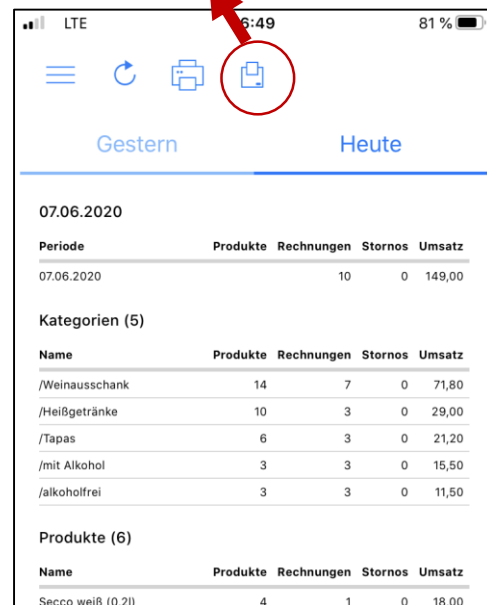 LTE 6:49 81 %
Gestern Heute
07.06.2020
Periode Produkte Rechnungen Stornos Umsatz
07.06.2020 10 0 149,00
Kategorien (5)
Name Produkte Rechnungen Stornos Umsatz
/Weinausschank 14 7 0 71,80
/Heißgetränke 10 3 0 29,00
/Tapas 6 3 0 21,20
/mit Alkohol 3 3 0 15,50
/alkoholfrei 3 3 0 11,50
Produkte (6)
Name Produkte Rechnungen Stornos Umsatz
Secco weiß (0,2l) 4 1 0 18,00